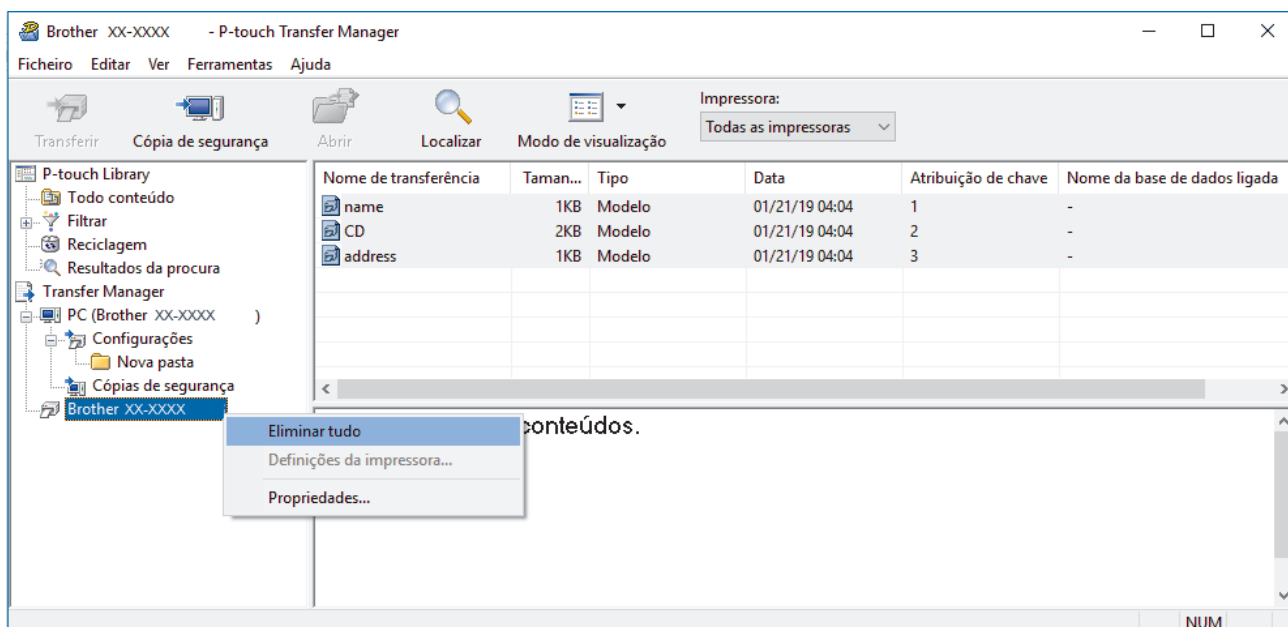 Brother XX-XXXX - P-touch Transfer Manager
Ficheiro Editar Ver Ferramentas Ajuda
Transferir Cópia de segurança Abrir Localizar Modo de visualização
Impressora:
Todas as impressoras
P-touch Library
Todo conteúdo
Filtrar
Reciclagem
Resultados da procura
Transfer Manager
PC (Brother XX-XXXX )
Configurações
Nova pasta
Cópias de segurança
Brother XX-XXXX
Nome de transferência Taman... Tipo Data Atribuição de chave Nome da base de dados ligada
name 1KB Modelo 01/21/19 04:04 1 -
CD 2KB Modelo 01/21/19 04:04 2 -
address 1KB Modelo 01/21/19 04:04 3 -
conteúdos.
Eliminar tudo
Definições da impressora...
Propriedades...
NUM